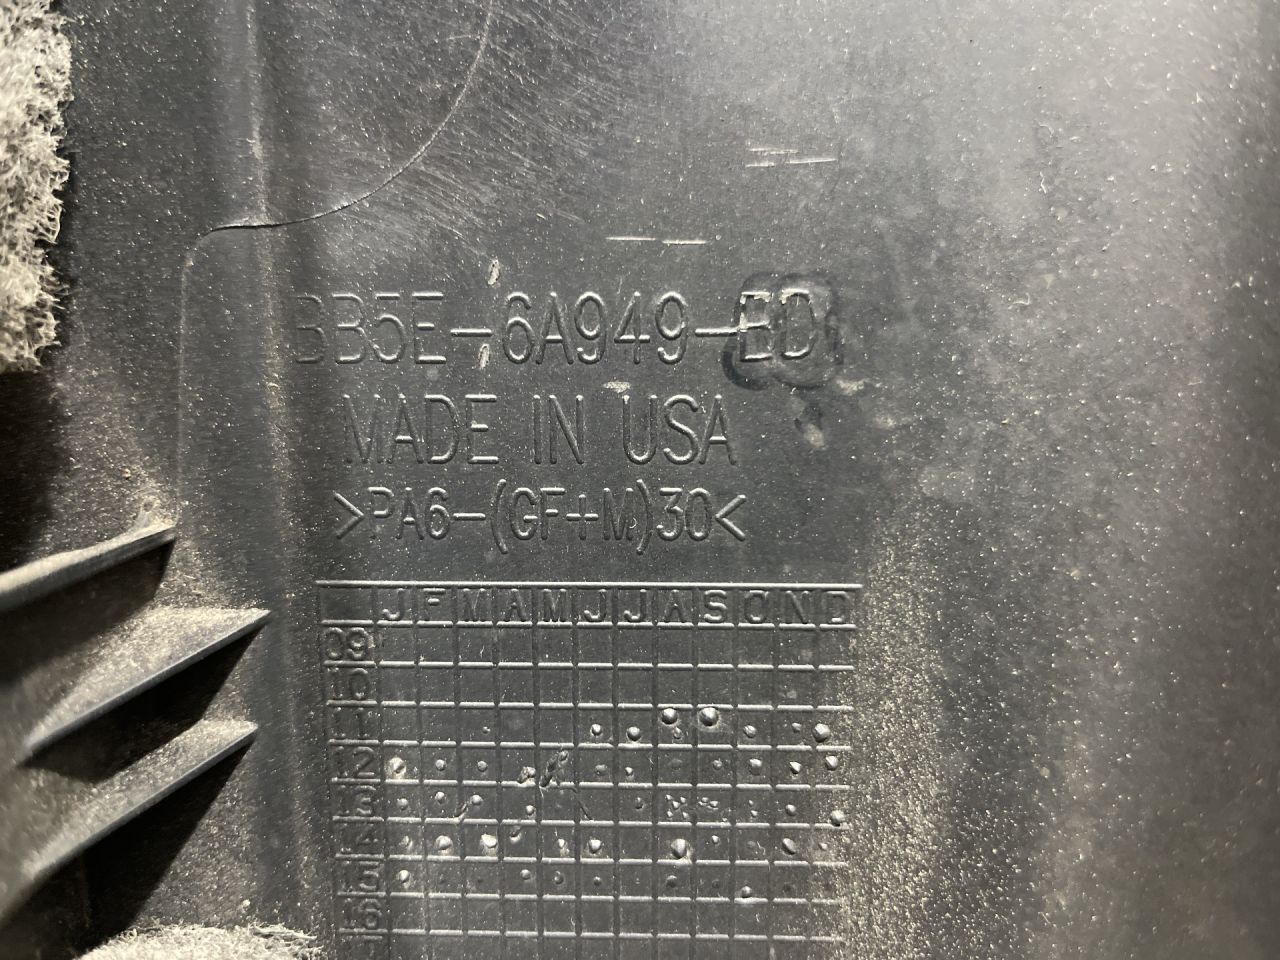 BB5E-6A949-BD
MADE IN USA
>PA6-(GF+M)30<
J F M A M J J A S O N D
09
10
11
12
13
14
15
16